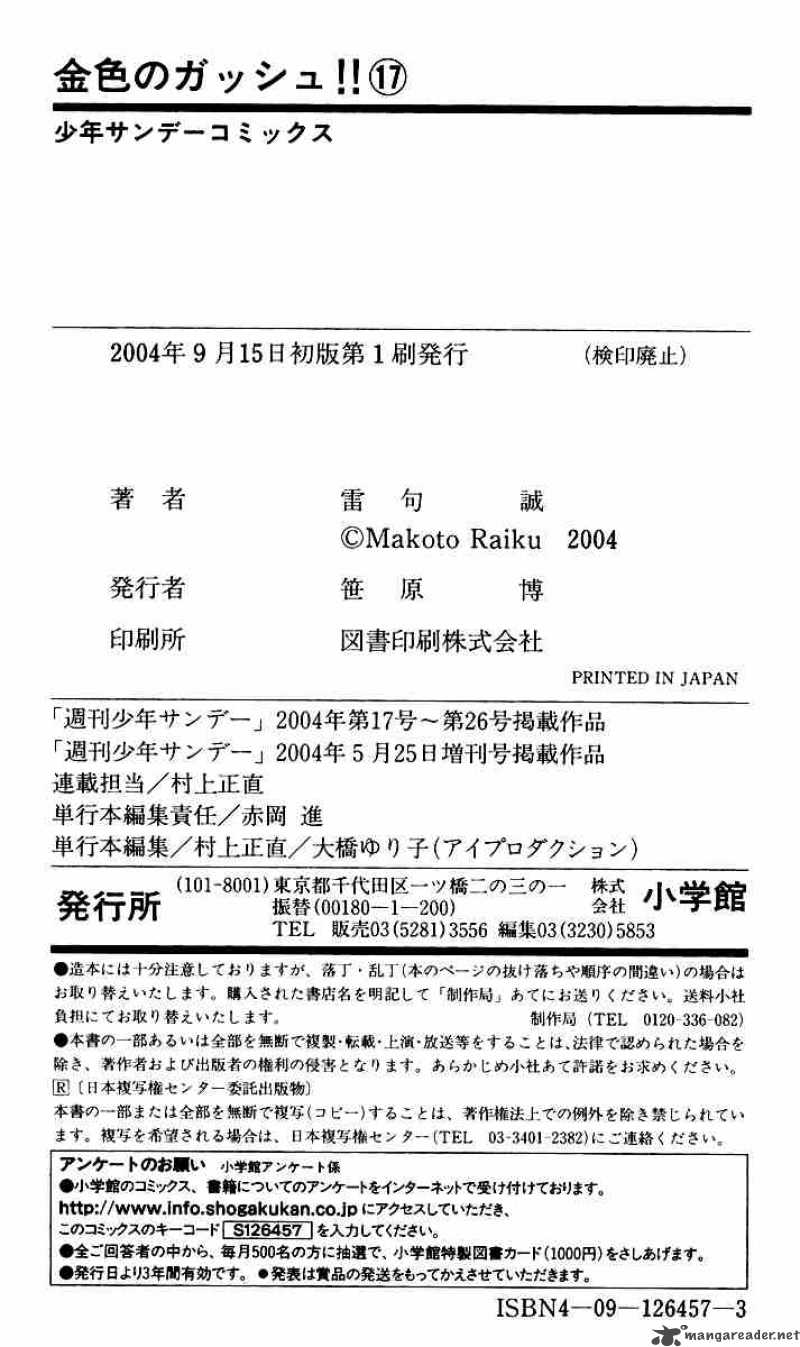 金色のガッシュ!!⑰
少年サンデーコミックス
2004年9月15日初版第1刷発行 (検印廃止)
著者 雷句 誠
©Makoto Raiku 2004
発行者 笹原 博
印刷所 図書印刷株式会社
PRINTED IN JAPAN
「週刊少年サンデー」2004年第17号～第26号掲載作品
「週刊少年サンデー」2004年5月25日増刊号掲載作品
連載担当／村上正直
単行本編集責任／赤岡 進
単行本編集／村上正直／大橋ゆり子(アイプロダクション)
発行所 (101-8001)東京都千代田区一ツ橋二の三の一 株式会社 小学館
振替(00180－1－200)
TEL 販売03(5281)3556 編集03(3230)5853
●造本には十分注意しておりますが、落丁・乱丁(本のページの抜け落ちや順序の間違い)の場合は
お取り替えいたします。購入された書店名を明記して「制作局」あてにお送りください。送料小社
負担にてお取り替えいたします。 制作局(TEL 0120-336-082)
●本書の一部あるいは全部を無断で複製・転載・上演・放送等をすることは、法律で認められた場合を
除き、著作者および出版者の権利の侵害となります。あらかじめ小社あて許諾をお求めください。
Ⓡ〔日本複写権センター委託出版物〕
本書の一部または全部を無断で複写(コピー)することは、著作権法上での例外を除き禁じられてい
ます。複写を希望される場合は、日本複写権センター(TEL 03-3401-2382)にご連絡ください。
アンケートのお願い 小学館アンケート係
●小学館のコミックス、書籍についてのアンケートをインターネットで受け付けております。
http://www.info.shogakukan.co.jpにアクセスしていただき、
このコミックスのキーコード S126457 を入力してください。
●全ご回答者の中から、毎月500名の方に抽選で、小学館特製図書カード(1000円)をさしあげます。
●発行日より3年間有効です。●発表は賞品の発送をもってかえさせていただきます。
ISBN4－09－126457－3
mangareader.net